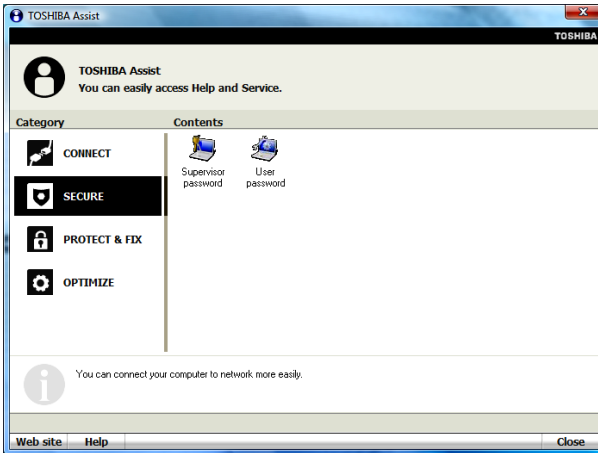 TOSHIBA Assist
TOSHIBA
TOSHIBA Assist
You can easily access Help and Service.
Category
Contents
CONNECT
SECURE
PROTECT & FIX
OPTIMIZE
Supervisor
password
User
password
You can connect your computer to network more easily.
Web site
Help
Close